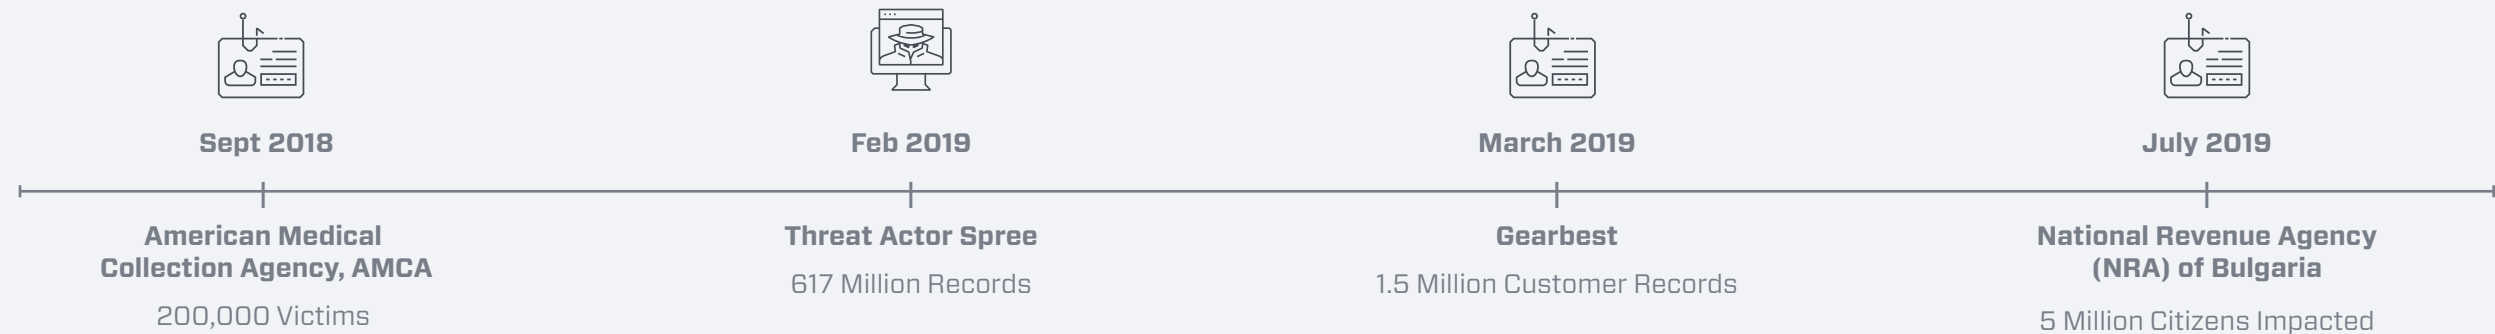 Sept 2018
Feb 2019
March 2019
July 2019
American Medical
Collection Agency, AMCA
200,000 Victims
Threat Actor Spree
617 Million Records
Gearbest
1.5 Million Customer Records
National Revenue Agency
(NRA) of Bulgaria
5 Million Citizens Impacted